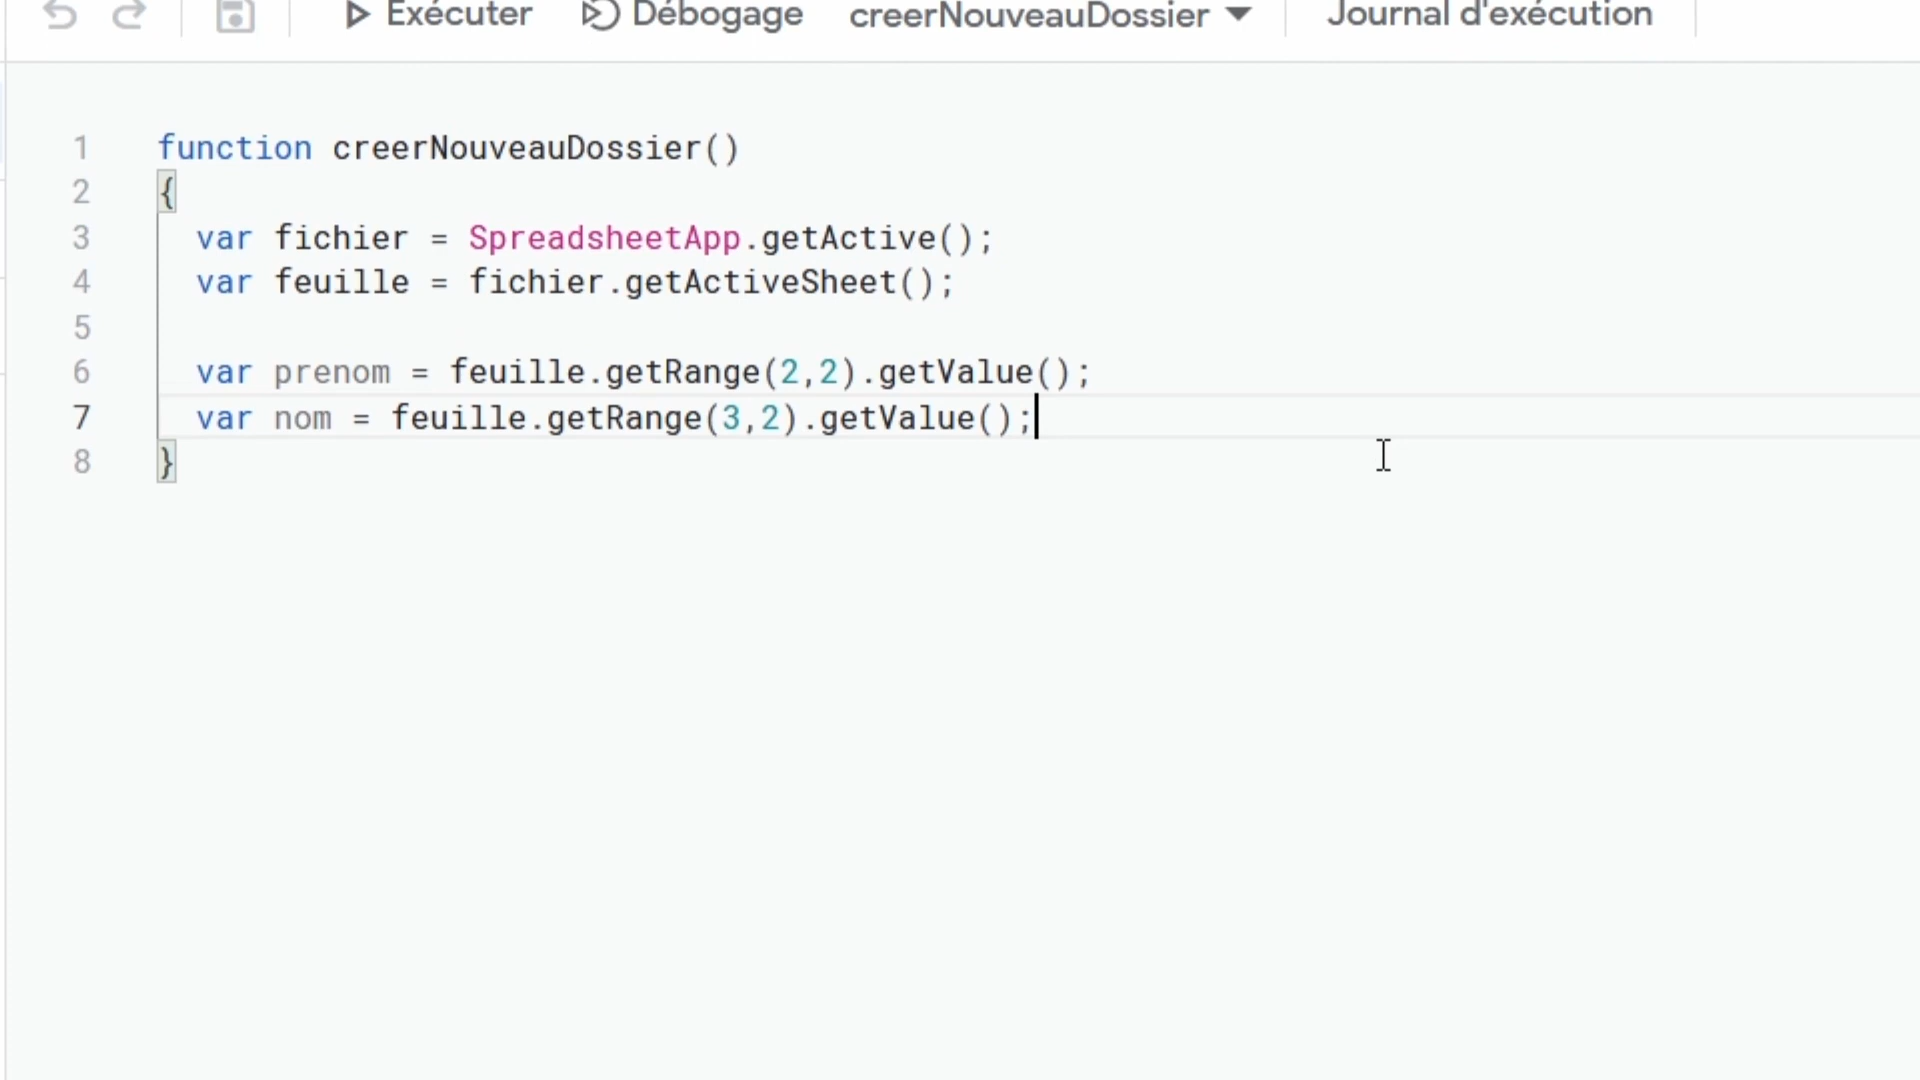 Exécuter Débogage creerNouveauDossier Journal d'exécution
1 function creerNouveauDossier()
2 {
3 var fichier = SpreadsheetApp.getActive();
4 var feuille = fichier.getActiveSheet();
5
6 var prenom = feuille.getRange(2,2).getValue();
7 var nom = feuille.getRange(3,2).getValue();
8 }